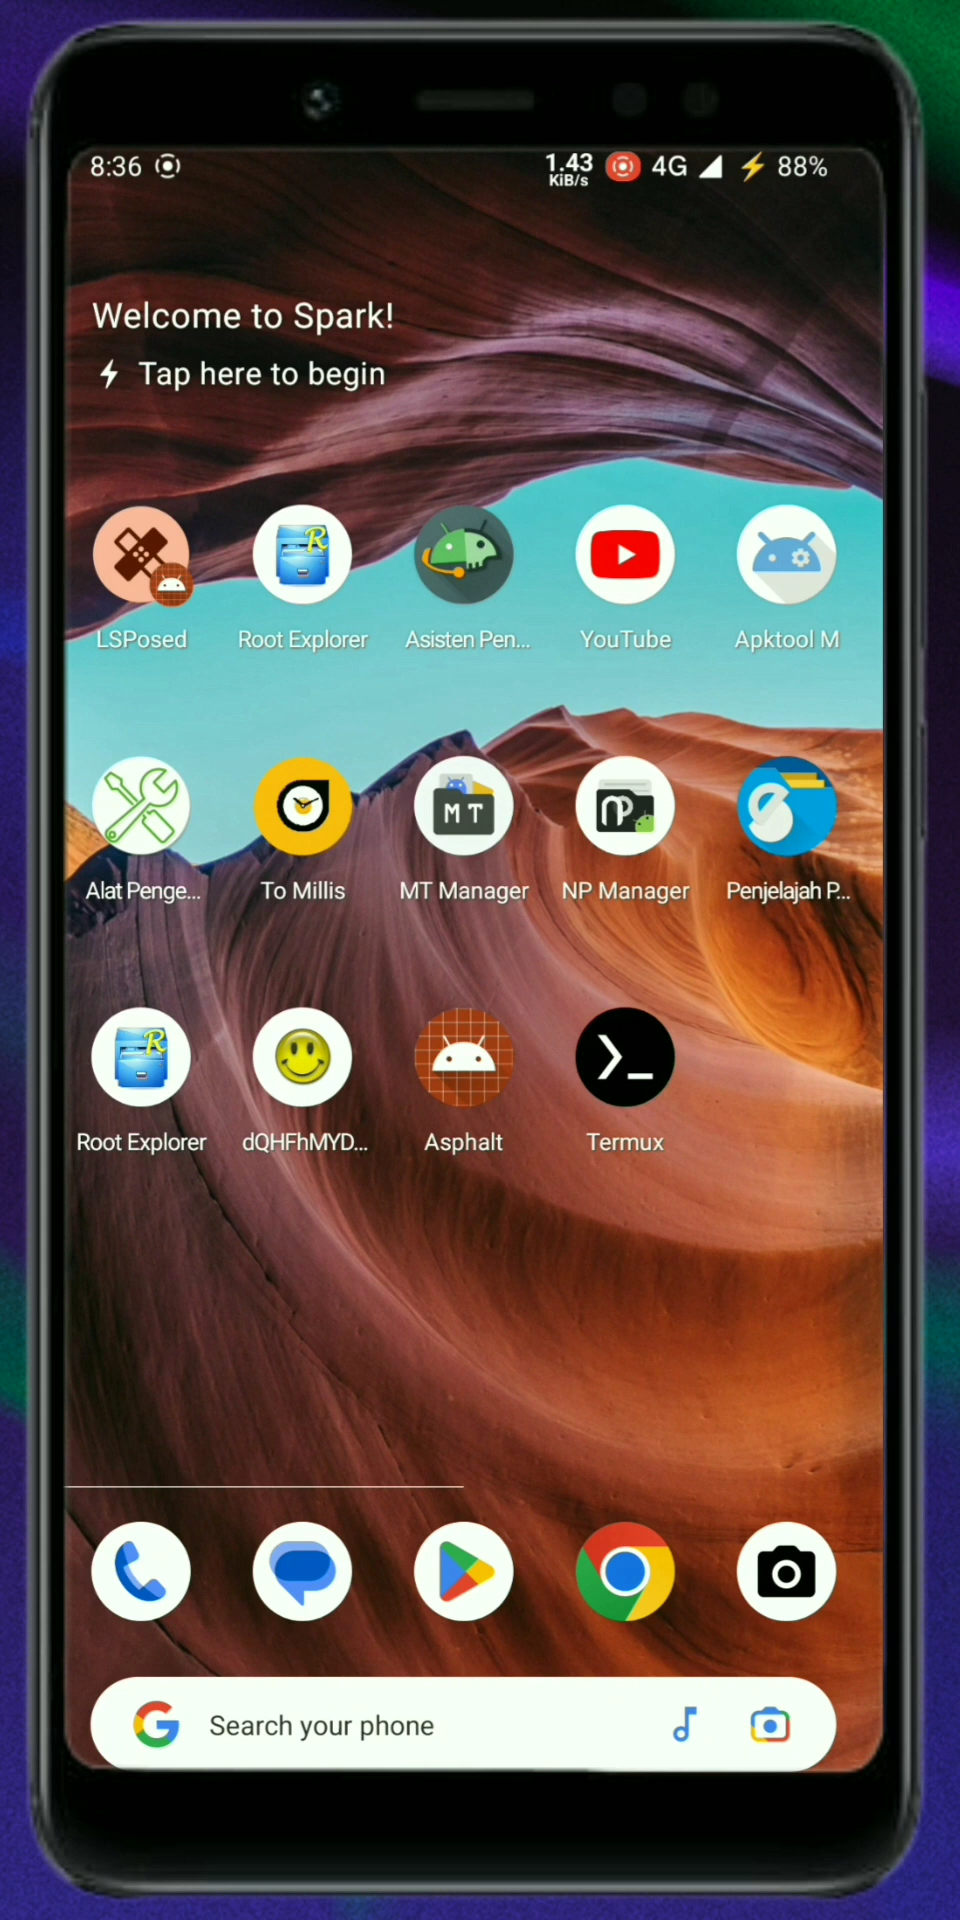 8:36 1.43 KiB/s 4G 88%
Welcome to Spark!
Tap here to begin
LSPosed Root Explorer Asisten Pen... YouTube Apktool M
Alat Penge... To Millis MT Manager NP Manager Penjelajah P...
Root Explorer dQHFhMYD... Asphalt Termux
Search your phone